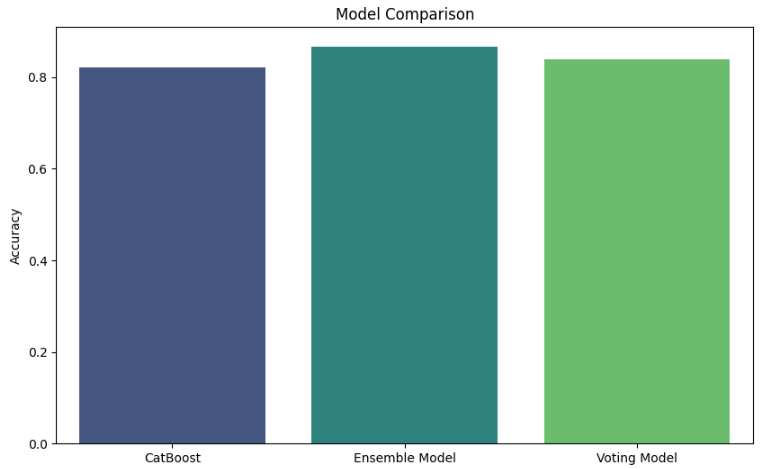 Model Comparison
Accuracy
0.8
0.6
0.4
0.2
0.0
CatBoost
Ensemble Model
Voting Model